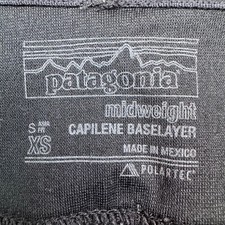 patagonia
midweight
CAPILENE BASELAYER
S
XS
MADE IN MEXICO
POLARTEC